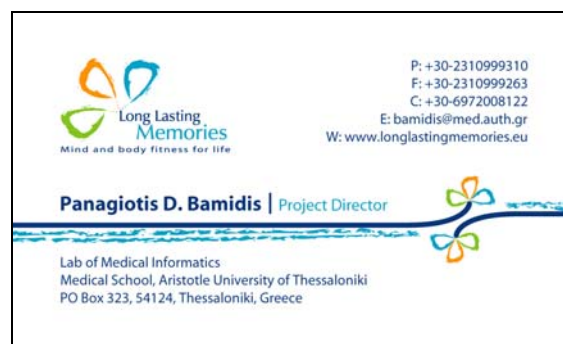 Long Lasting
Memories
Mind and body fitness for life
P: +30-2310999310
F: +30-2310999263
C: +30-6972008122
E: bamidis@med.auth.gr
W: www.longlastingmemories.eu
Panagiotis D. Bamidis | Project Director
Lab of Medical Informatics
Medical School, Aristotle University of Thessaloniki
PO Box 323, 54124, Thessaloniki, Greece